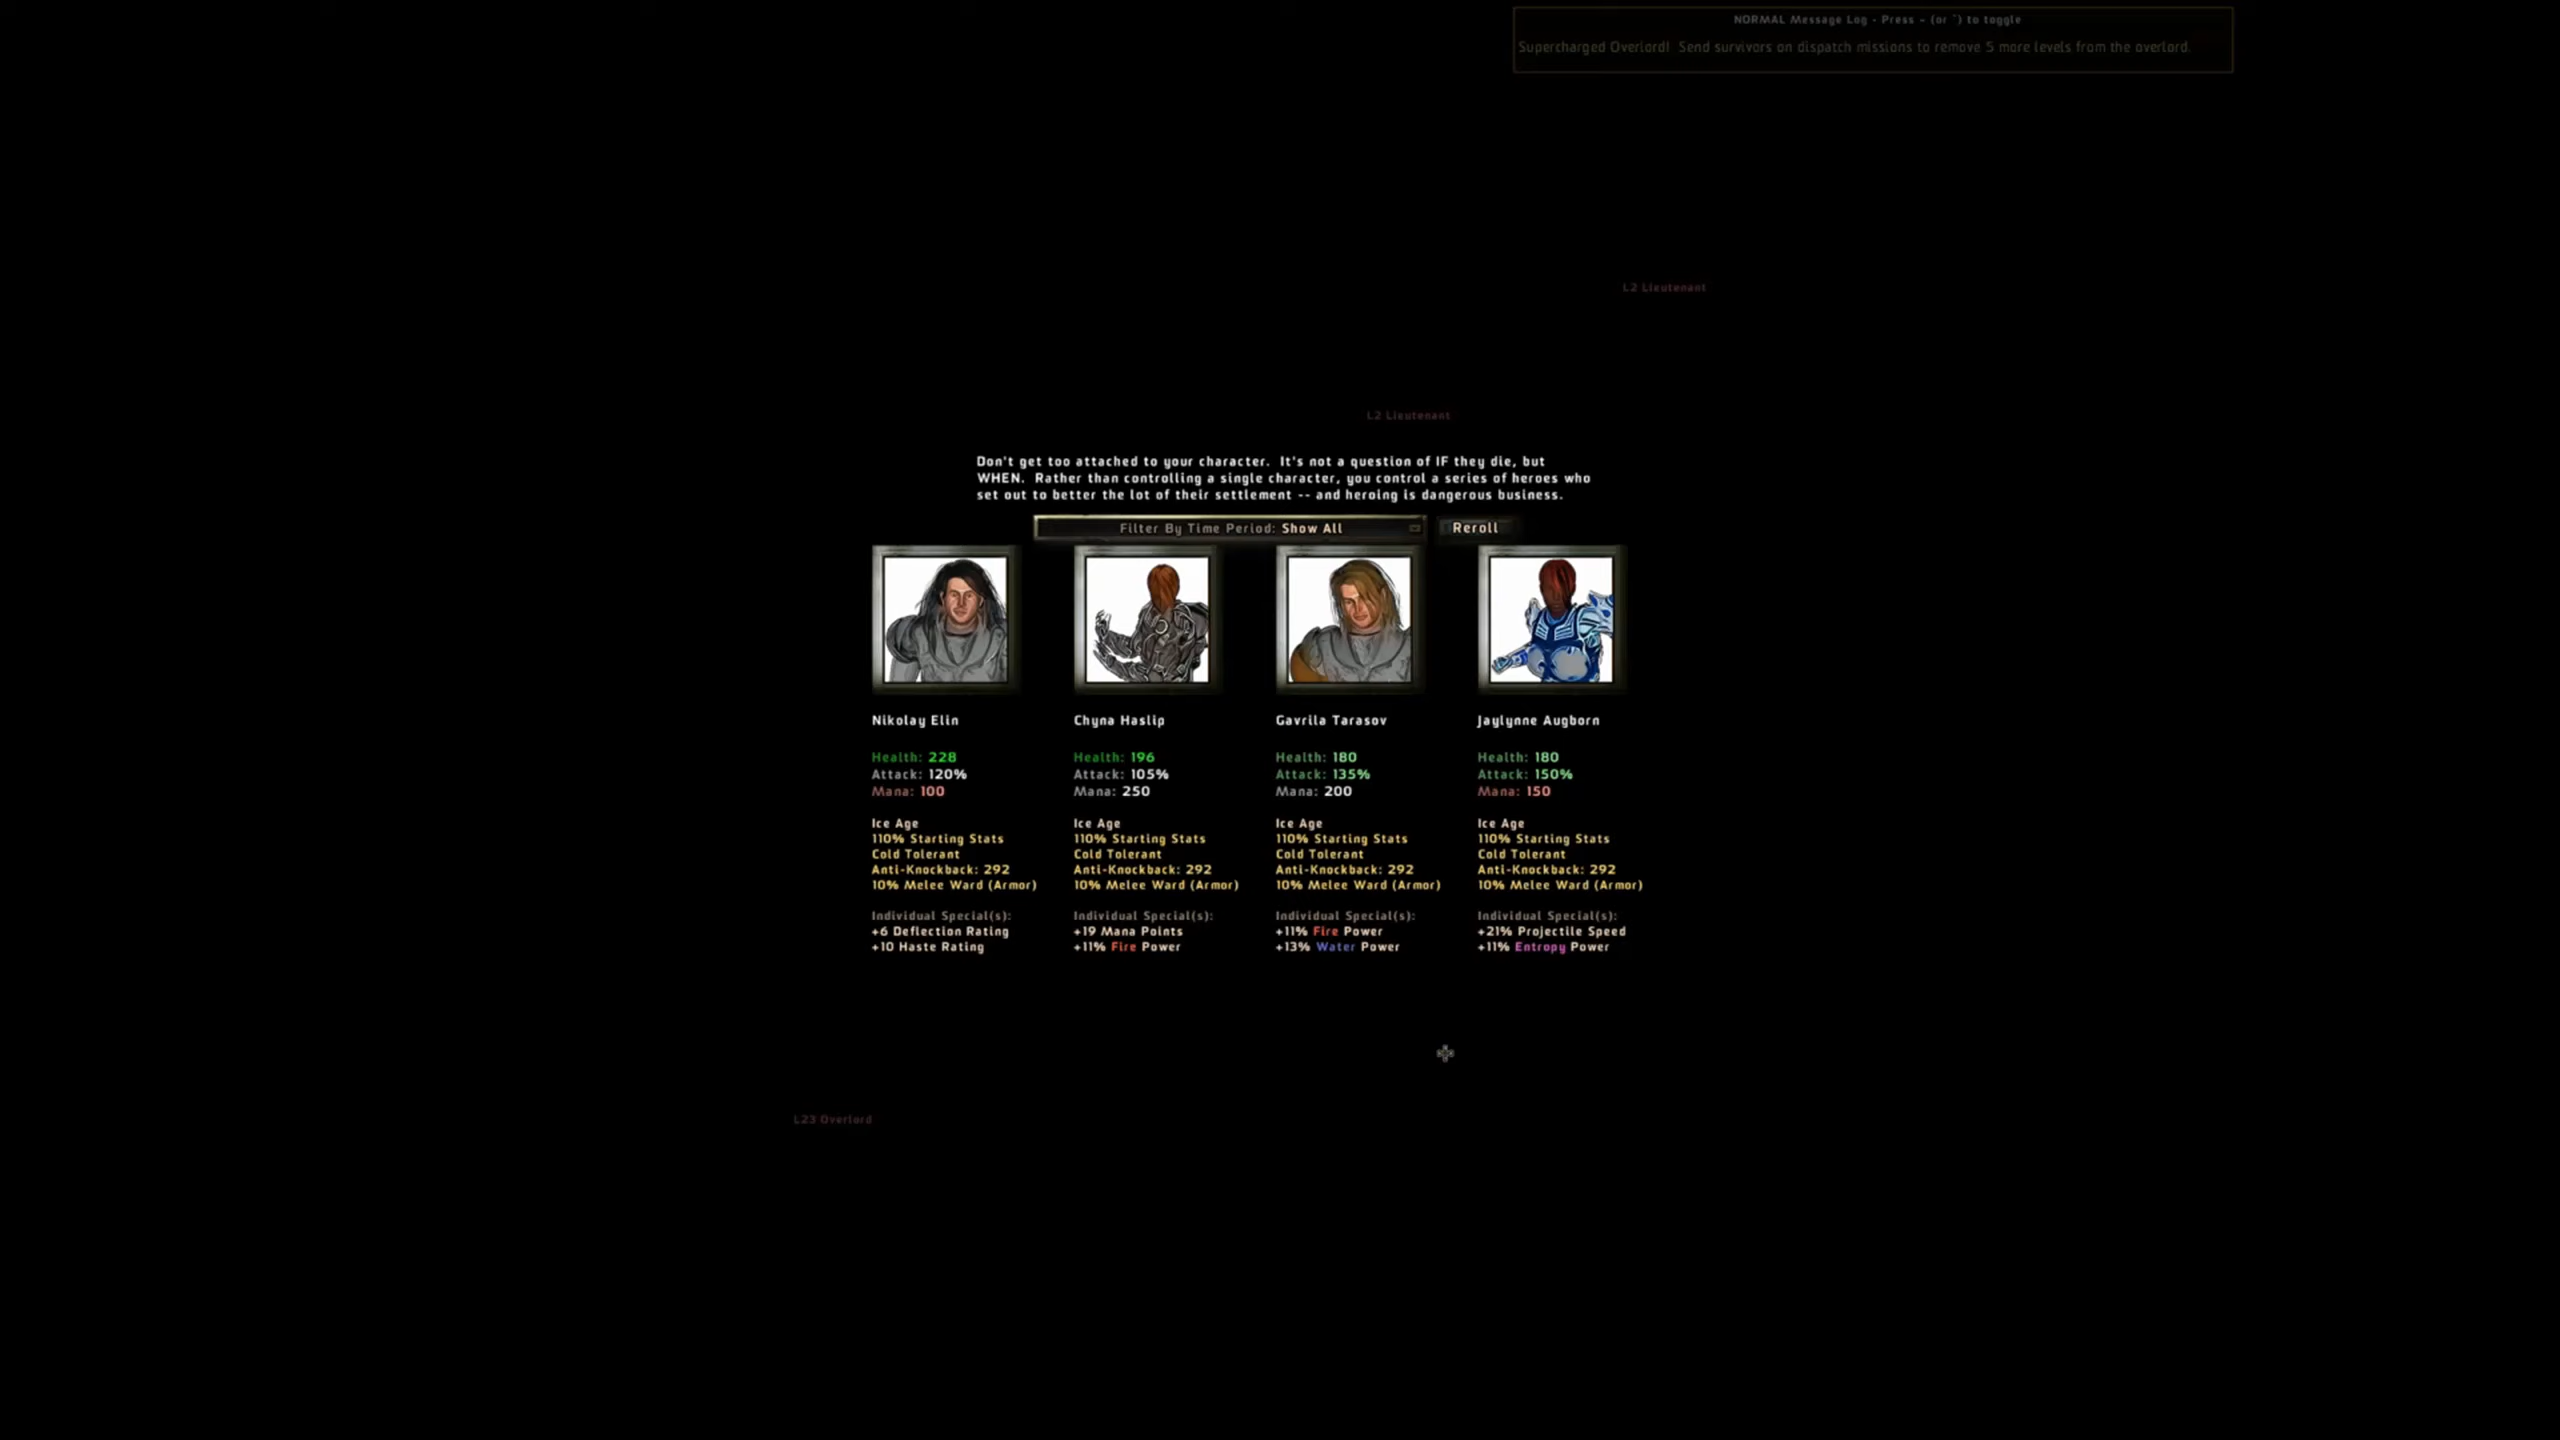 NORMAL Message Log - Press ~ (or `) to toggle
Supercharged Overlord!  Send survivors on dispatch missions to remove 5 more levels from the overlord.
L2 Lieutenant
L2 Lieutenant
Don't get too attached to your character.  It's not a question of IF they die, but
WHEN.  Rather than controlling a single character, you control a series of heroes who
set out to better the lot of their settlement -- and heroing is dangerous business.
Filter By Time Period: Show All
Reroll
Nikolay Elin
Health: 228
Attack: 120%
Mana: 100
Ice Age
110% Starting Stats
Cold Tolerant
Anti-Knockback: 292
10% Melee Ward (Armor)
Individual Special(s):
+6 Deflection Rating
+10 Haste Rating
Chyna Haslip
Health: 196
Attack: 105%
Mana: 250
Ice Age
110% Starting Stats
Cold Tolerant
Anti-Knockback: 292
10% Melee Ward (Armor)
Individual Special(s):
+19 Mana Points
+11% Fire Power
Gavrila Tarasov
Health: 180
Attack: 135%
Mana: 200
Ice Age
110% Starting Stats
Cold Tolerant
Anti-Knockback: 292
10% Melee Ward (Armor)
Individual Special(s):
+11% Fire Power
+13% Water Power
Jaylynne Augborn
Health: 180
Attack: 150%
Mana: 150
Ice Age
110% Starting Stats
Cold Tolerant
Anti-Knockback: 292
10% Melee Ward (Armor)
Individual Special(s):
+21% Projectile Speed
+11% Entropy Power
L23 Overlord